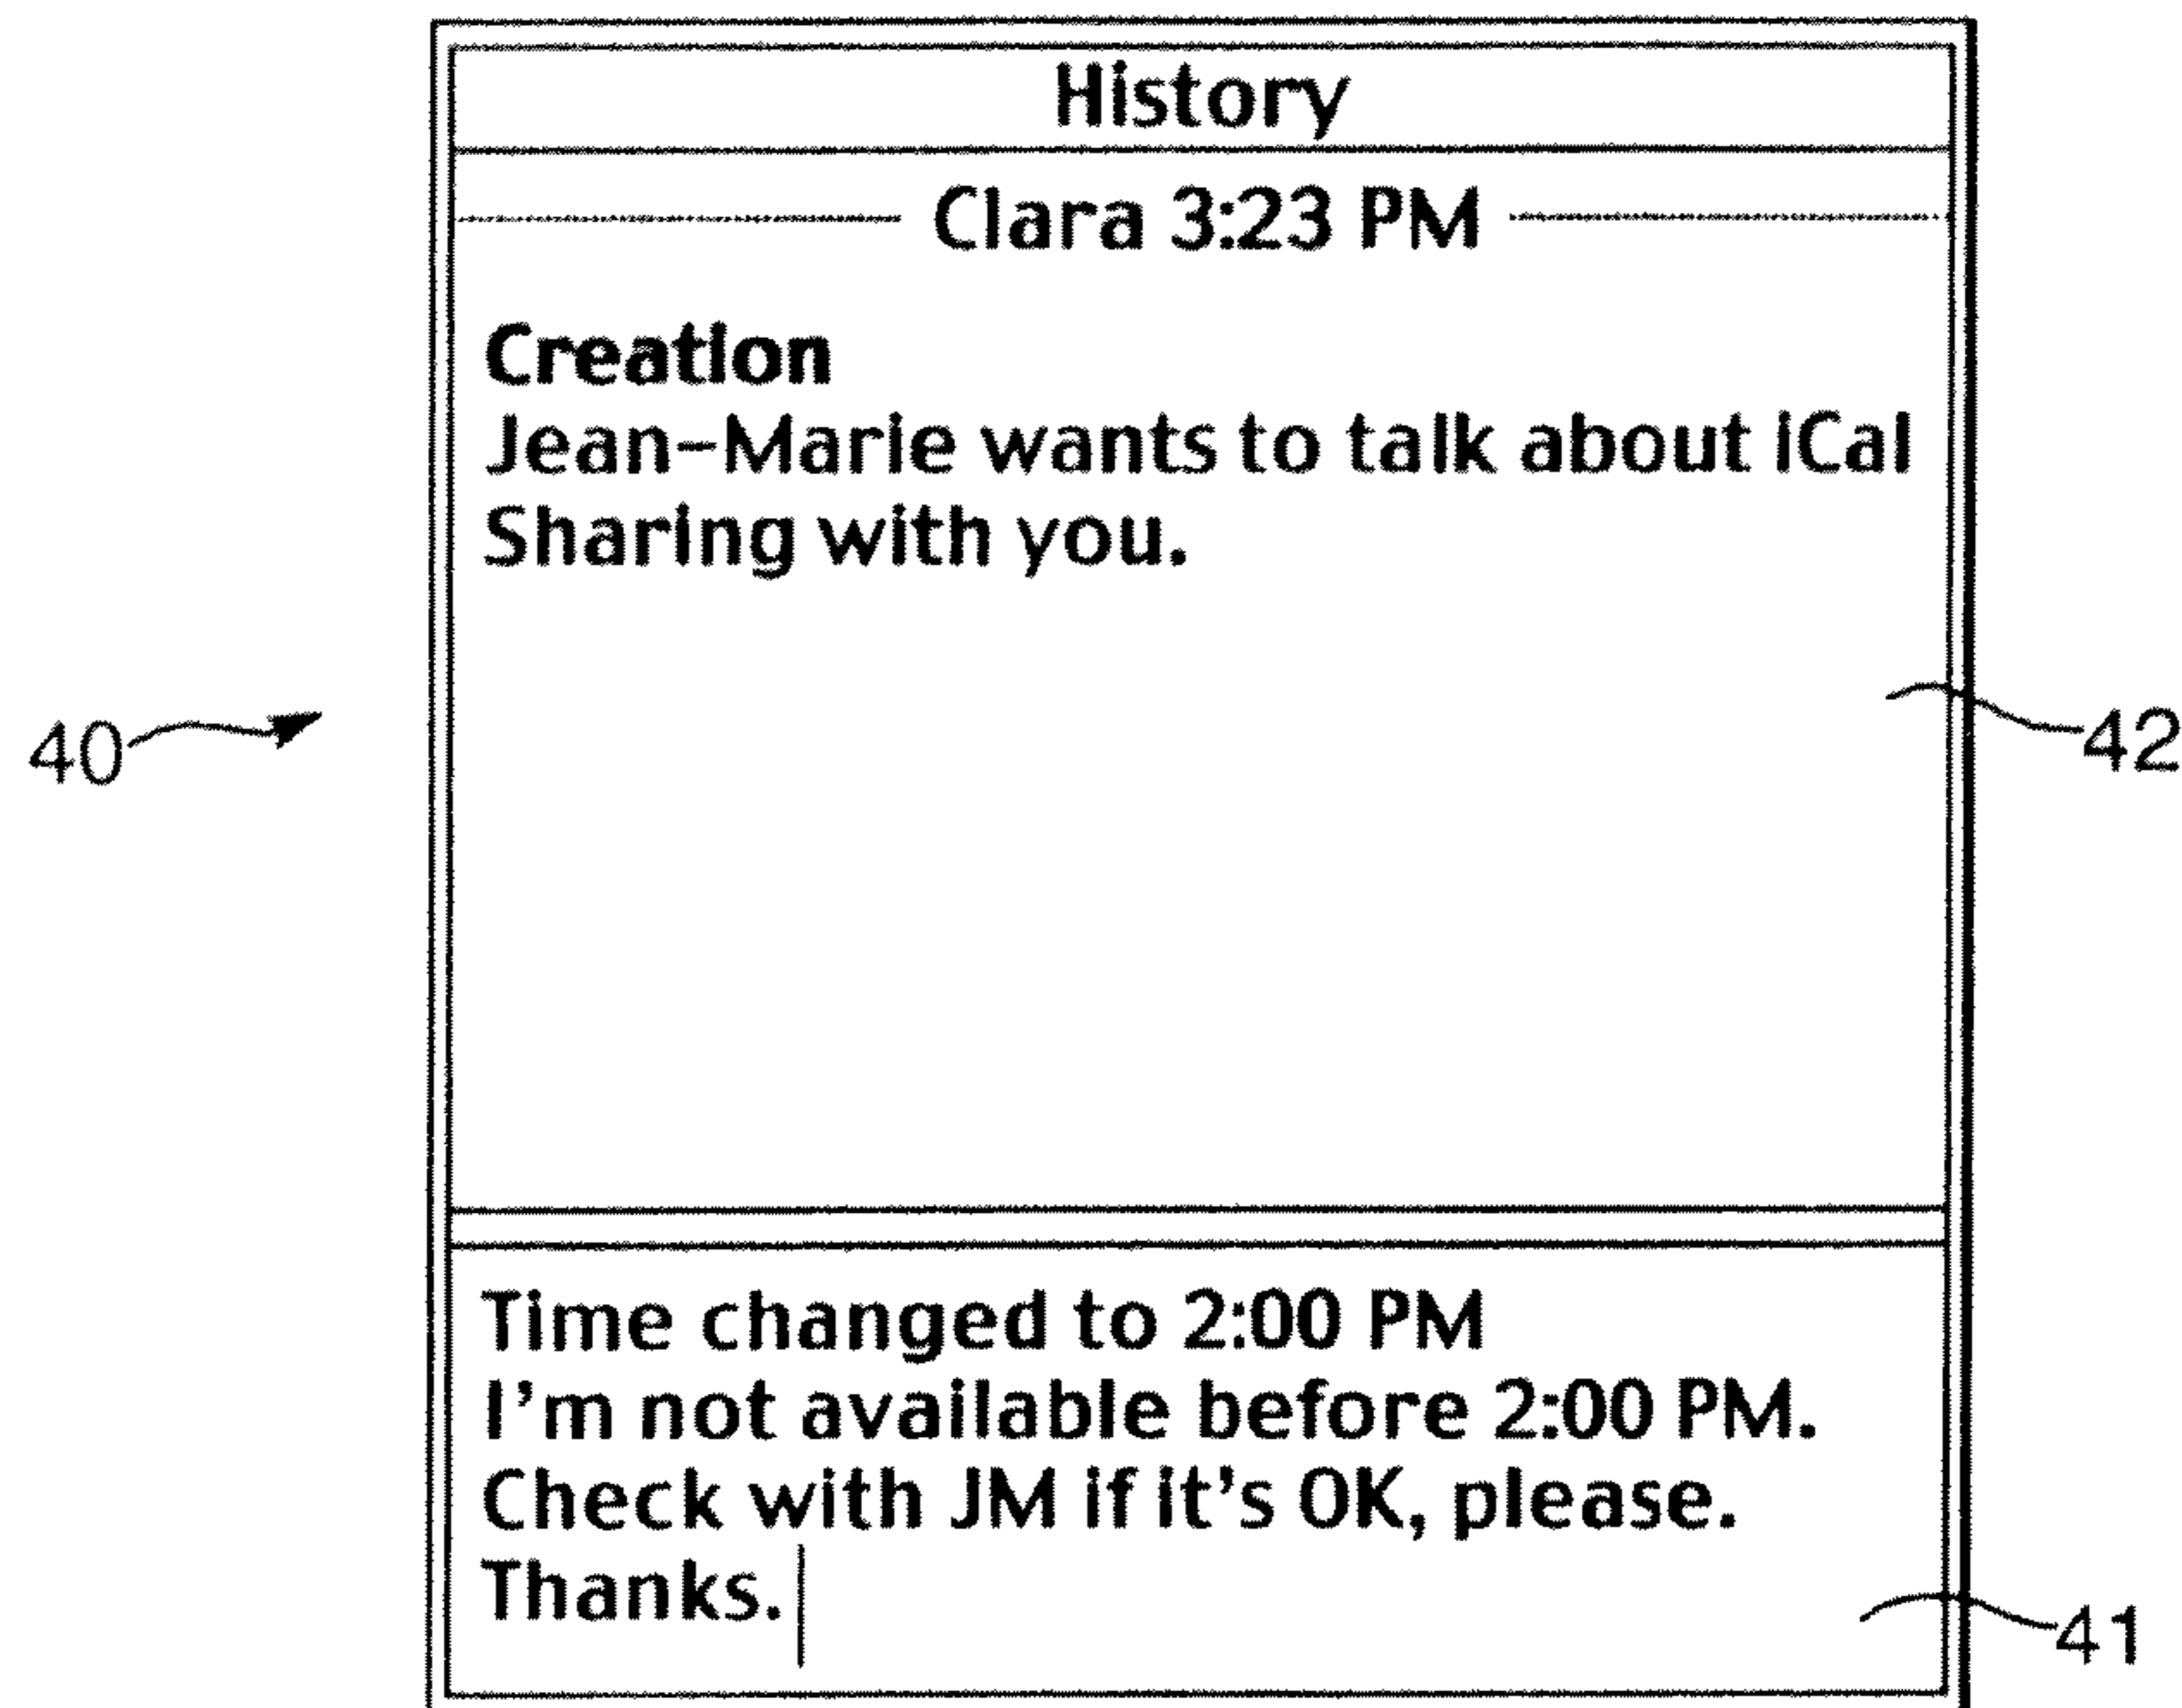 History
Clara 3:23 PM
Creation
Jean-Marie wants to talk about iCal
Sharing with you.
40
42
Time changed to 2:00 PM
I'm not available before 2:00 PM.
Check with JM if it's OK, please.
Thanks.
41